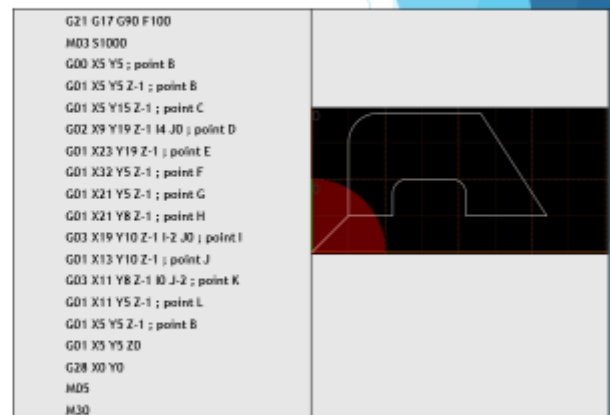 G21 G17 G90 F100
M03 S1000
G00 X5 Y5 ; point B
G01 X5 Y5 Z-1 ; point B
G01 X5 Y15 Z-1 ; point C
G02 X9 Y19 Z-1 I4 J0 ; point D
G01 X23 Y19 Z-1 ; point E
G01 X32 Y5 Z-1 ; point F
G01 X21 Y5 Z-1 ; point G
G01 X21 Y8 Z-1 ; point H
G03 X19 Y10 Z-1 I-2 J0 ; point I
G01 X13 Y10 Z-1 ; point J
G03 X11 Y8 Z-1 I0 J-2 ; point K
G01 X11 Y5 Z-1 ; point L
G01 X5 Y5 Z-1 ; point B
G01 X5 Y5 Z0
G28 X0 Y0
M05
M30